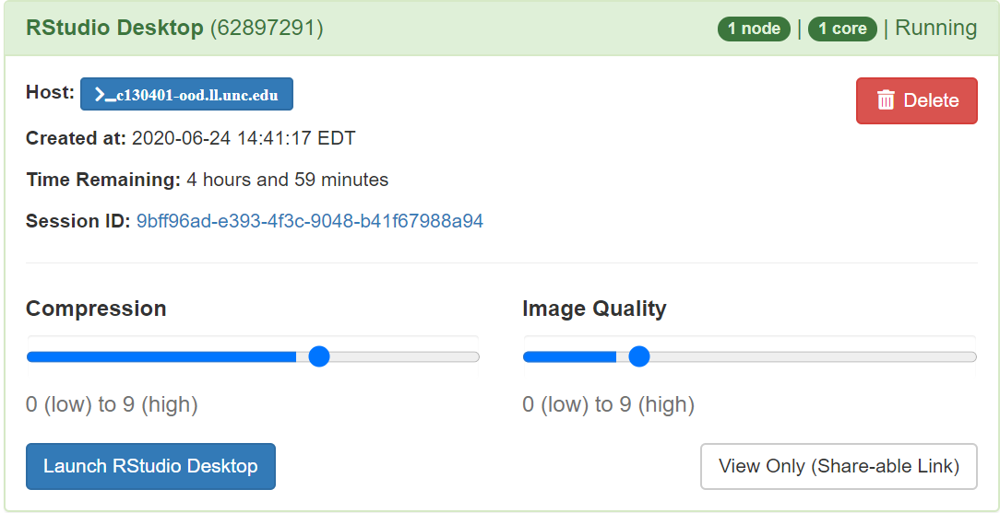 RStudio Desktop (62897291) 1 node | 1 core | Running
Host: >_c130401-ood.ll.unc.edu Delete
Created at: 2020-06-24 14:41:17 EDT
Time Remaining: 4 hours and 59 minutes
Session ID: 9bff96ad-e393-4f3c-9048-b41f67988a94
Compression Image Quality
0 (low) to 9 (high) 0 (low) to 9 (high)
Launch RStudio Desktop View Only (Share-able Link)